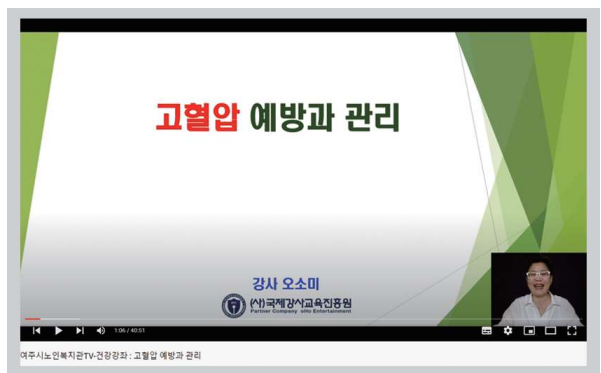 고혈압 예방과 관리
강사 오소미
(사)국제강사교육진흥원
Partner Company oHo Entertainment
1:06 / 40:51
여주시노인복지관TV-건강강좌 : 고혈압 예방과 관리